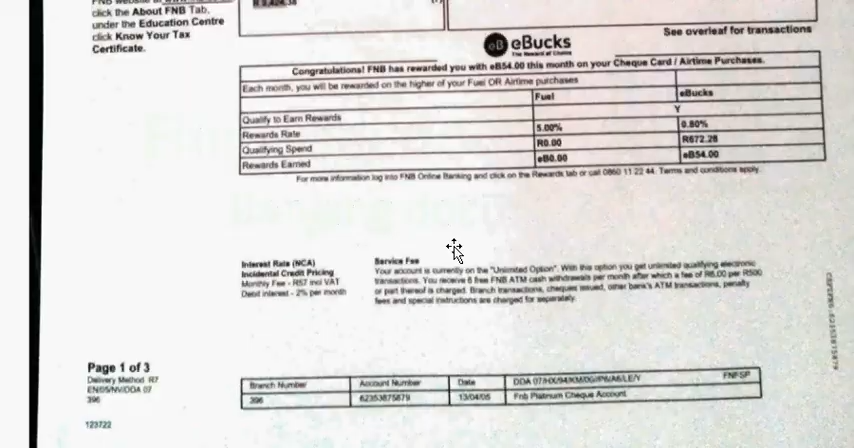 click the About FNB Tab,
under the Education Centre
click Know Your Tax
Certificate.
See overleaf for transactions
eB eBucks
The Reward of Choice
Congratulations! FNB has rewarded you with eB54.00 this month on your Cheque Card / Airtime Purchases.
Each month, you will be rewarded on the higher of your Fuel OR Airtime purchases
Fuel eBucks
Qualify to Earn Rewards Y
Rewards Rate 5.00% 0.80%
Qualifying Spend R0.00 R672.28
Rewards Earned eB0.00 eB54.00
For more information log into FNB Online Banking and click on the Rewards tab or call 0860 11 22 44. Terms and conditions apply.
Interest Rate (NCA)
Incidental Credit Pricing
Monthly Fee - R57 incl VAT
Debit interest - 2% per month
Service Fee
Your account is currently on the "Unlimited Option". With this option you get unlimited qualifying electronic
transactions. You receive 6 free FNB ATM cash withdrawals per month after which a fee of R6.00 per R500
or part thereof is charged. Branch transactions, cheques issued, other bank's ATM transactions, penalty
fees and special instructions are charged for separately.
Page 1 of 3
Delivery Method R7
EN/DS/NV/DDA 07
396
Branch Number Account Number Date FNFSP
396 62353875879 13/04/05 Fnb Platinum Cheque Account
123722